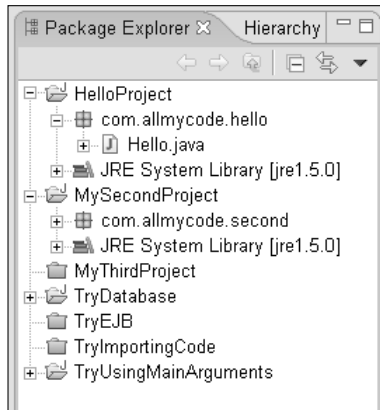 Package Explorer Hierarchy
HelloProject
com.allmycode.hello
J Hello.java
JRE System Library [jre1.5.0]
MySecondProject
com.allmycode.second
JRE System Library [jre1.5.0]
MyThirdProject
TryDatabase
TryEJB
TryImportingCode
TryUsingMainArguments